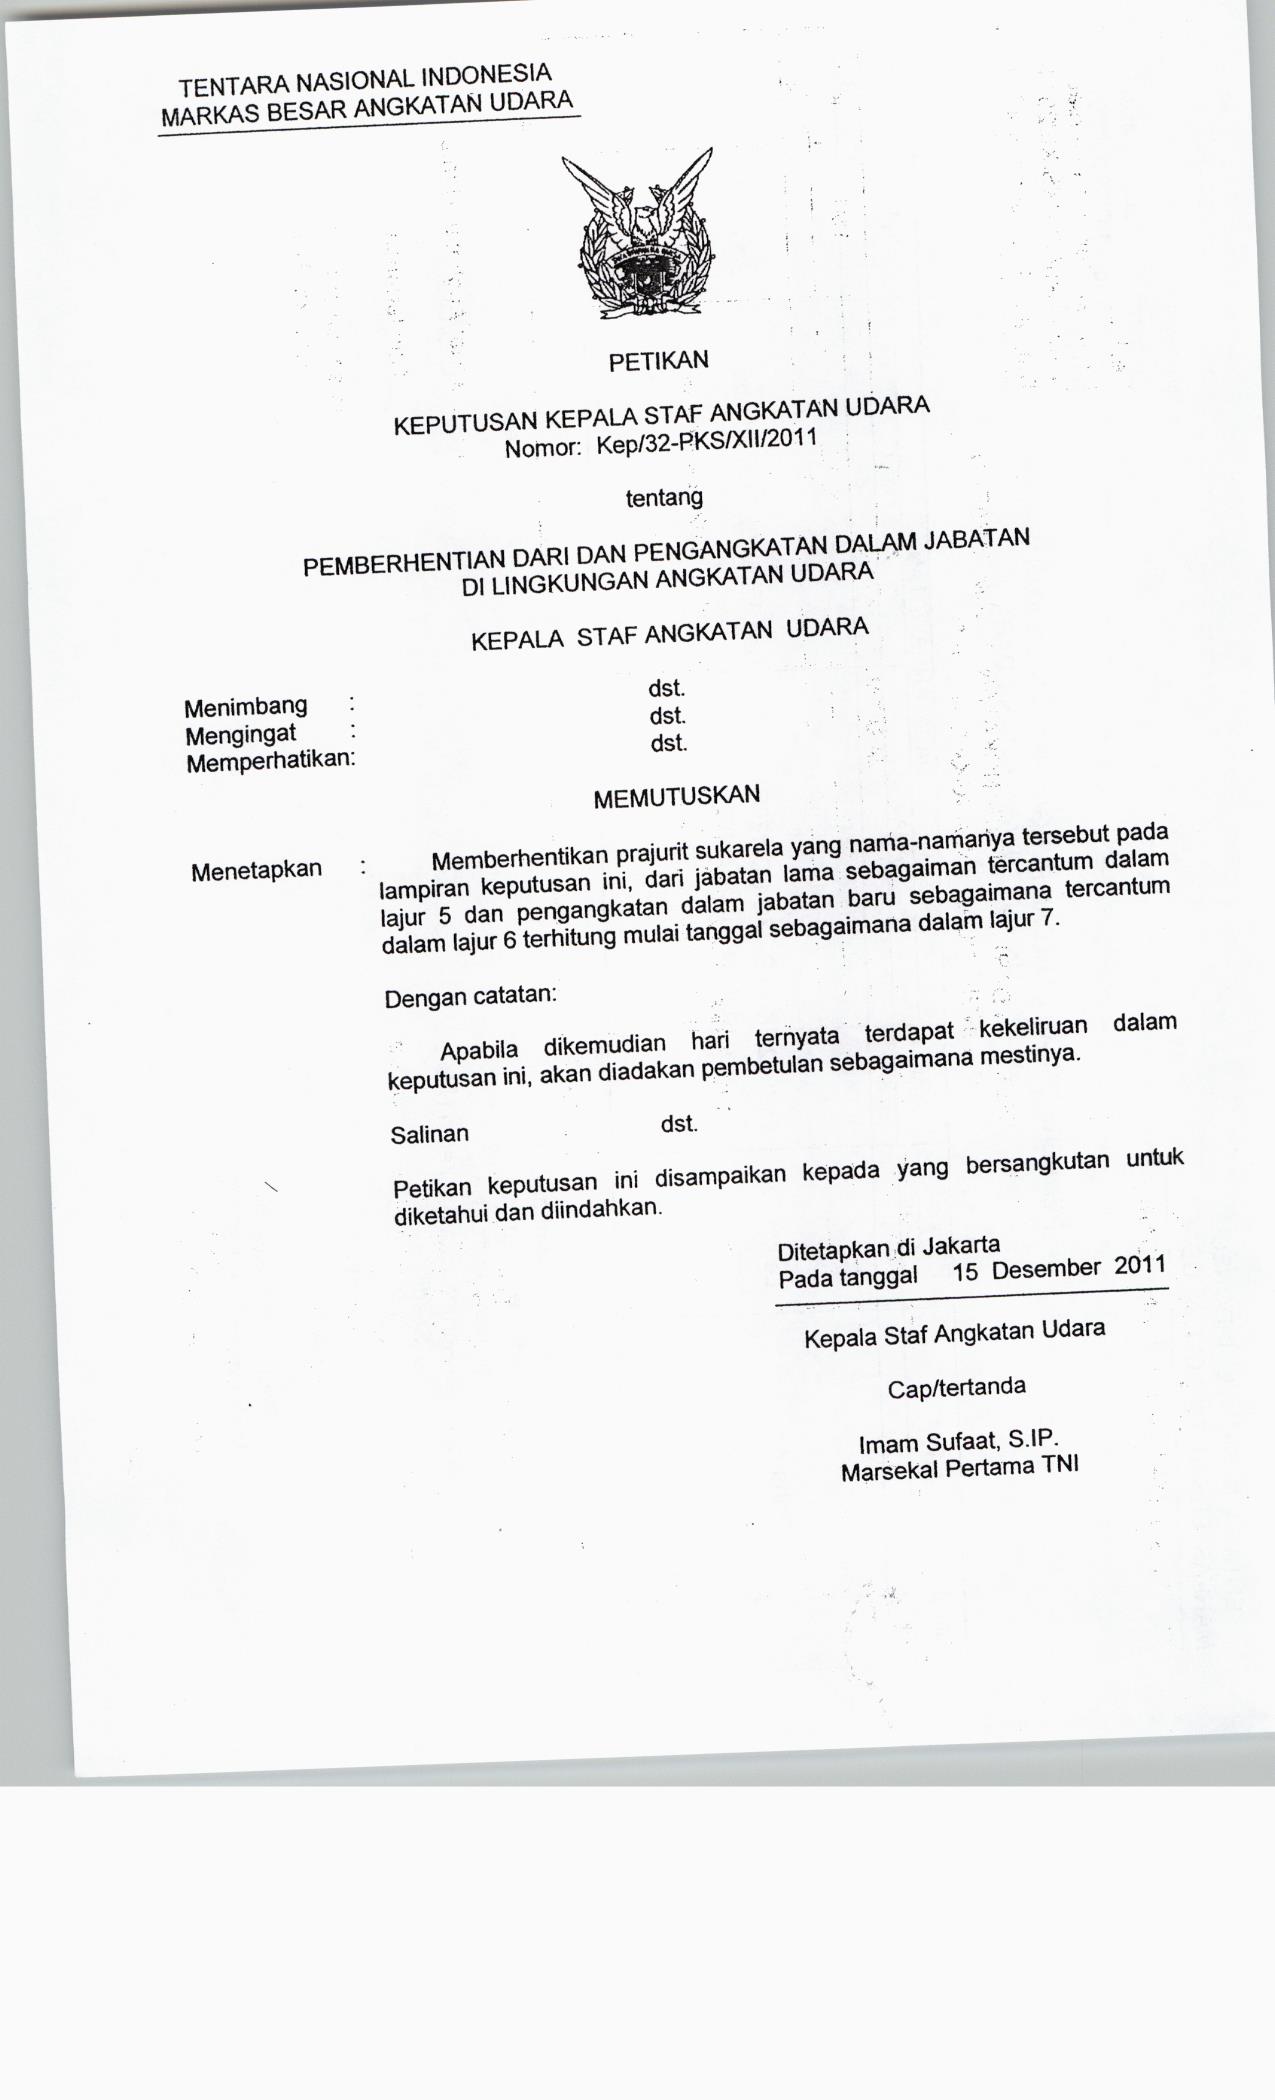 TENTARA NASIONAL INDONESIA
MARKAS BESAR ANGKATAN UDARA
PETIKAN
KEPUTUSAN KEPALA STAF ANGKATAN UDARA
Nomor: Kep/32-PKS/XII/2011
tentang
PEMBERHENTIAN DARI DAN PENGANGKATAN DALAM JABATAN
DI LINGKUNGAN ANGKATAN UDARA
KEPALA STAF ANGKATAN UDARA
Menimbang : dst.
Mengingat : dst.
Memperhatikan: dst.
MEMUTUSKAN
Menetapkan : Memberhentikan prajurit sukarela yang nama-namanya tersebut pada
lampiran keputusan ini, dari jabatan lama sebagaiman tercantum dalam
lajur 5 dan pengangkatan dalam jabatan baru sebagaimana tercantum
dalam lajur 6 terhitung mulai tanggal sebagaimana dalam lajur 7.
Dengan catatan:
Apabila dikemudian hari ternyata terdapat kekeliruan dalam
keputusan ini, akan diadakan pembetulan sebagaimana mestinya.
Salinan dst.
Petikan keputusan ini disampaikan kepada yang bersangkutan untuk
diketahui dan diindahkan.
Ditetapkan di Jakarta
Pada tanggal 15 Desember 2011
Kepala Staf Angkatan Udara
Cap/tertanda
Imam Sufaat, S.IP.
Marsekal Pertama TNI